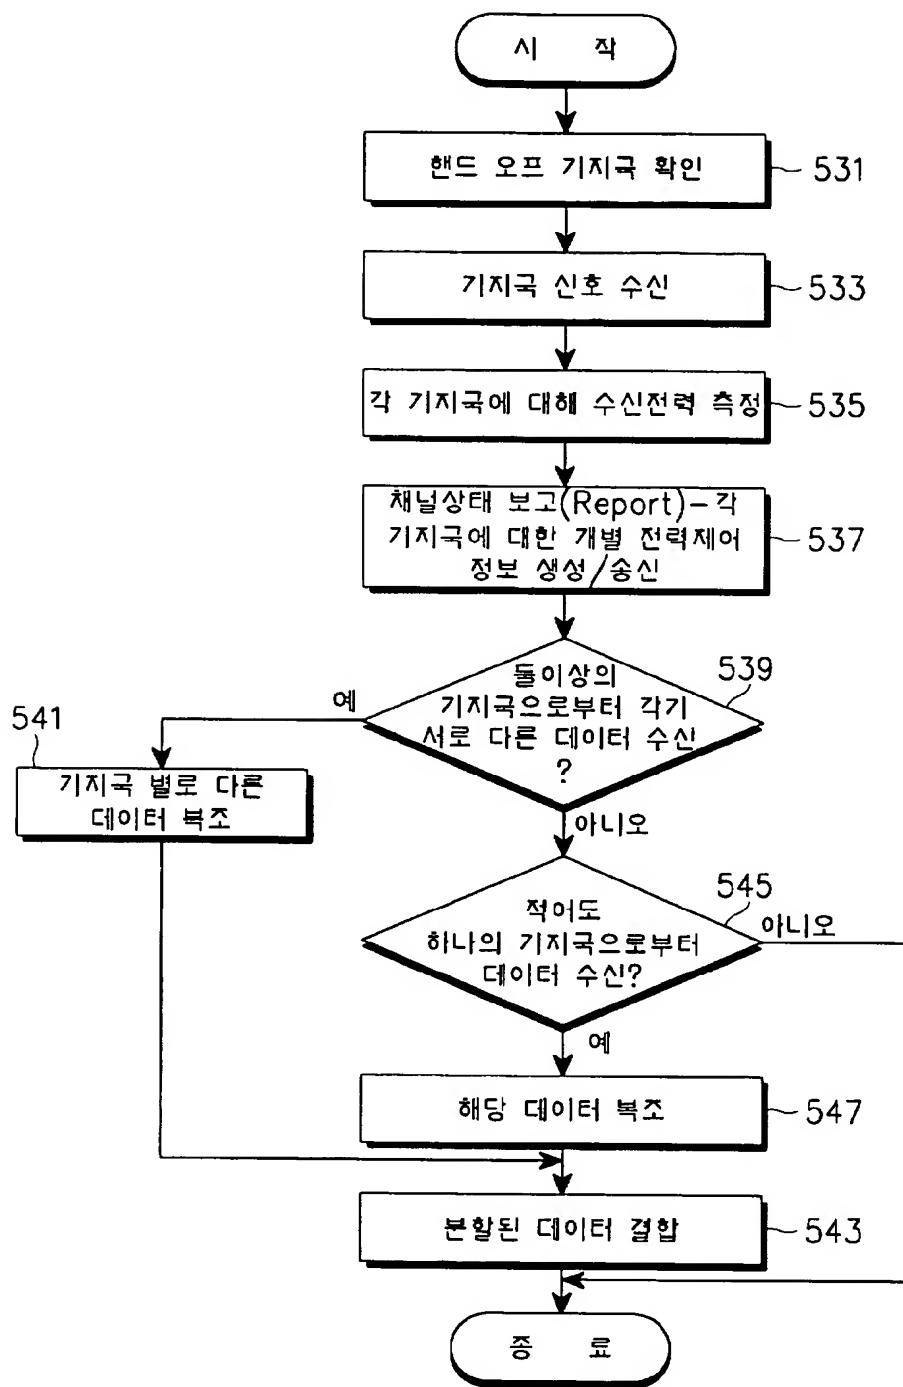 시 작
핸드 오프 기지국 확인
531
기지국 신호 수신
533
각 기지국에 대해 수신전력 측정
535
채널상태 보고(Report)-각
기지국에 대한 개별 전력제어
정보 생성/송신
537
둘이상의
기지국으로부터 각기
서로 다른 데이터 수신
?
539
예
541
기지국 별로 다른
데이터 복조
아니오
545
적어도
하나의 기지국으로부터
데이터 수신?
아니오
예
해당 데이터 복조
547
분할된 데이터 결합
543
종 료